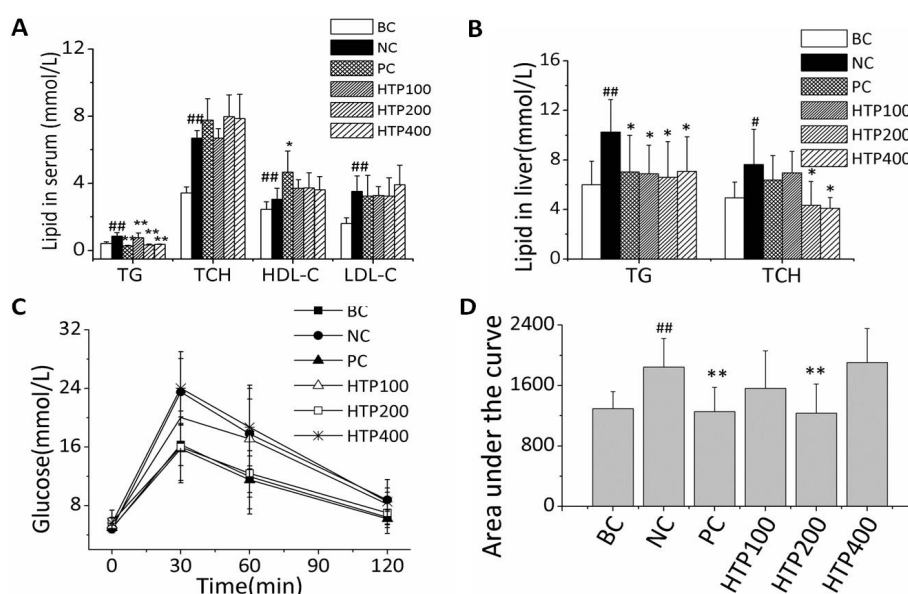 A
Lipid in serum (mmol/L)
12
8
4
0
BC
NC
PC
HTP100
HTP200
HTP400
##
**
**
**
**
##
##
*
##
TG
TCH
HDL-C
LDL-C
B
Lipid in liver(mmol/L)
16
12
8
4
0
BC
NC
PC
HTP100
HTP200
HTP400
##
*
*
*
*
#
*
*
TG
TCH
C
Glucose(mmol/L)
32
24
16
8
BC
NC
PC
HTP100
HTP200
HTP400
0
30
60
90
120
Time(min)
D
Area under the curve
2400
1800
1200
600
0
##
**
**
BC
NC
PC
HTP100
HTP200
HTP400